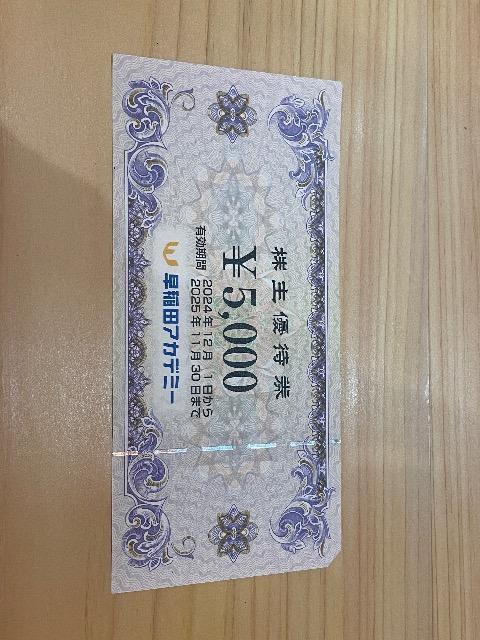 株主優待券
¥5,000
有効期間 2024年12月 1日から
2025年11月30日まで
早稲田アカデミー